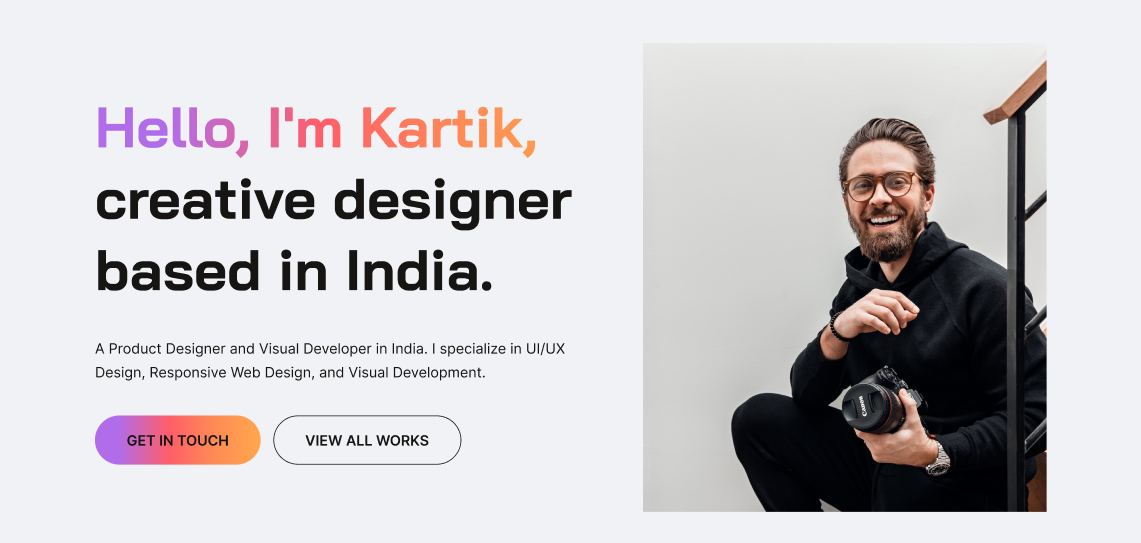 Hello, I'm Kartik,
creative designer
based in India.
A Product Designer and Visual Developer in India. I specialize in UI/UX
Design, Responsive Web Design, and Visual Development.
GET IN TOUCH
VIEW ALL WORKS
Canon